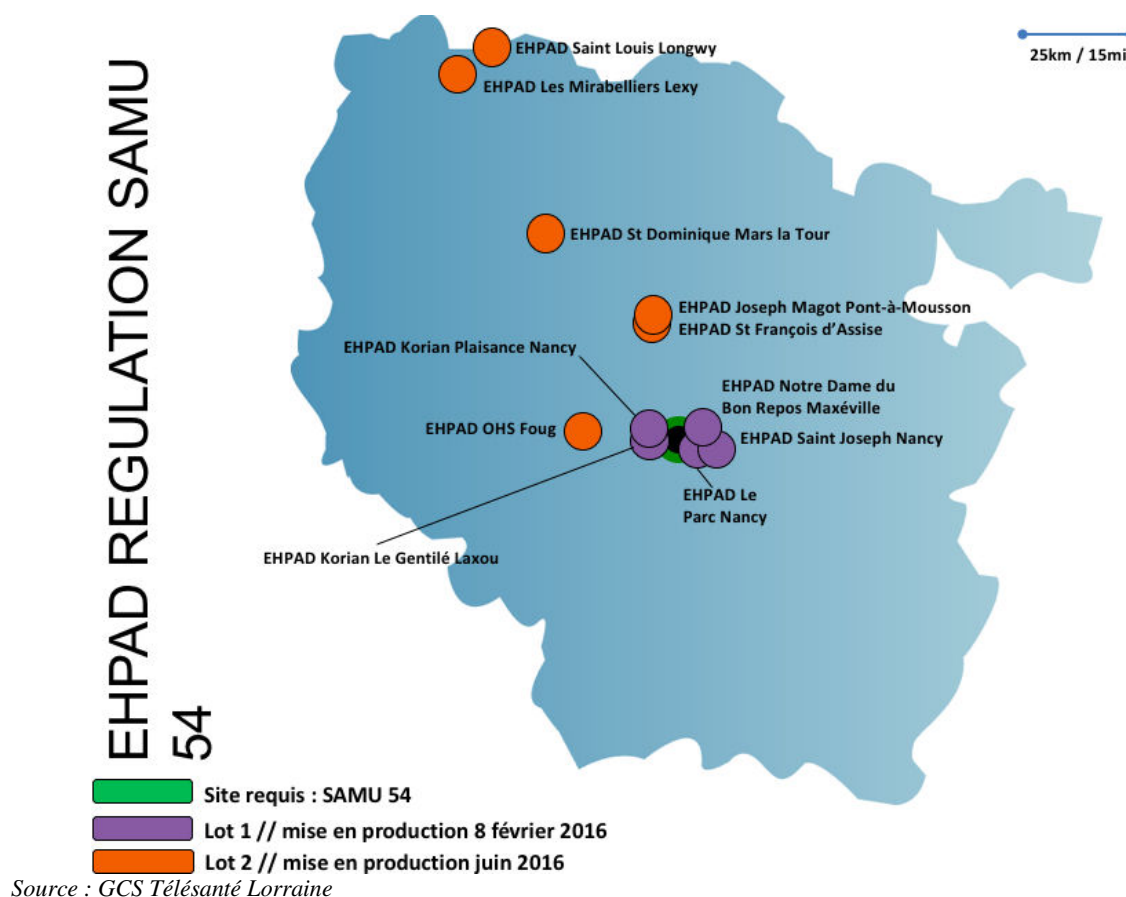 EHPAD REGULATION SAMU
54
25km / 15mi
EHPAD Saint Louis Longwy
EHPAD Les Mirabelliers Lexy
EHPAD St Dominique Mars la Tour
EHPAD Joseph Magot Pont-à-Mousson
EHPAD St François d’Assise
EHPAD Korian Plaisance Nancy
EHPAD Notre Dame du
Bon Repos Maxéville
EHPAD OHS Foug
EHPAD Saint Joseph Nancy
EHPAD Le
Parc Nancy
EHPAD Korian Le Gentilé Laxou
Site requis : SAMU 54
Lot 1 // mise en production 8 février 2016
Lot 2 // mise en production juin 2016
Source : GCS Télésanté Lorraine